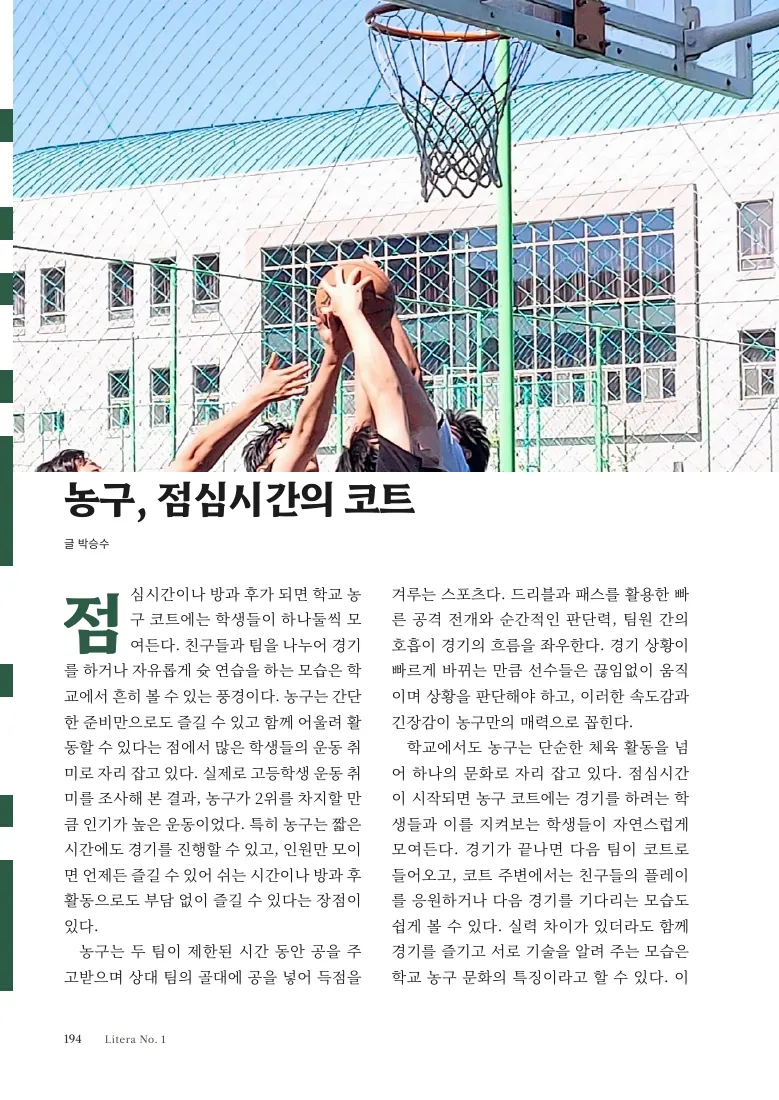 농구, 점심시간의 코트
글 박승수
점심시간이나 방과 후가 되면 학교 농
구 코트에는 학생들이 하나둘씩 모
여든다. 친구들과 팀을 나누어 경기
를 하거나 자유롭게 슛 연습을 하는 모습은 학
교에서 흔히 볼 수 있는 풍경이다. 농구는 간단
한 준비만으로도 즐길 수 있고 함께 어울려 활
동할 수 있다는 점에서 많은 학생들의 운동 취
미로 자리 잡고 있다. 실제로 고등학생 운동 취
미를 조사해 본 결과, 농구가 2위를 차지할 만
큼 인기가 높은 운동이었다. 특히 농구는 짧은
시간에도 경기를 진행할 수 있고, 인원만 모이
면 언제든 즐길 수 있어 쉬는 시간이나 방과 후
활동으로도 부담 없이 즐길 수 있다는 장점이
있다.
농구는 두 팀이 제한된 시간 동안 공을 주
고받으며 상대 팀의 골대에 공을 넣어 득점을
겨루는 스포츠다. 드리블과 패스를 활용한 빠
른 공격 전개와 순간적인 판단력, 팀원 간의
호흡이 경기의 흐름을 좌우한다. 경기 상황이
빠르게 바뀌는 만큼 선수들은 끊임없이 움직
이며 상황을 판단해야 하고, 이러한 속도감과
긴장감이 농구만의 매력으로 꼽힌다.
학교에서도 농구는 단순한 체육 활동을 넘
어 하나의 문화로 자리 잡고 있다. 점심시간
이 시작되면 농구 코트에는 경기를 하려는 학
생들과 이를 지켜보는 학생들이 자연스럽게
모여든다. 경기가 끝나면 다음 팀이 코트로
들어오고, 코트 주변에서는 친구들의 플레이
를 응원하거나 다음 경기를 기다리는 모습도
쉽게 볼 수 있다. 실력 차이가 있더라도 함께
경기를 즐기고 서로 기술을 알려 주는 모습은
학교 농구 문화의 특징이라고 할 수 있다. 이
194 Litera No. 1